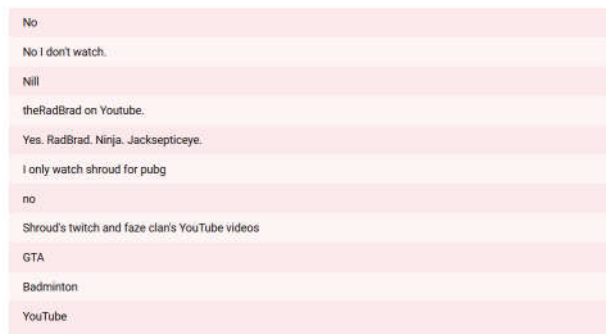 No
No I don't watch.
Nill
theRadBrad on Youtube.
Yes. RadBrad. Ninja. Jacksepticeye.
I only watch shroud for pubg
no
Shroud's twitch and faze clan's YouTube videos
GTA
Badminton
YouTube